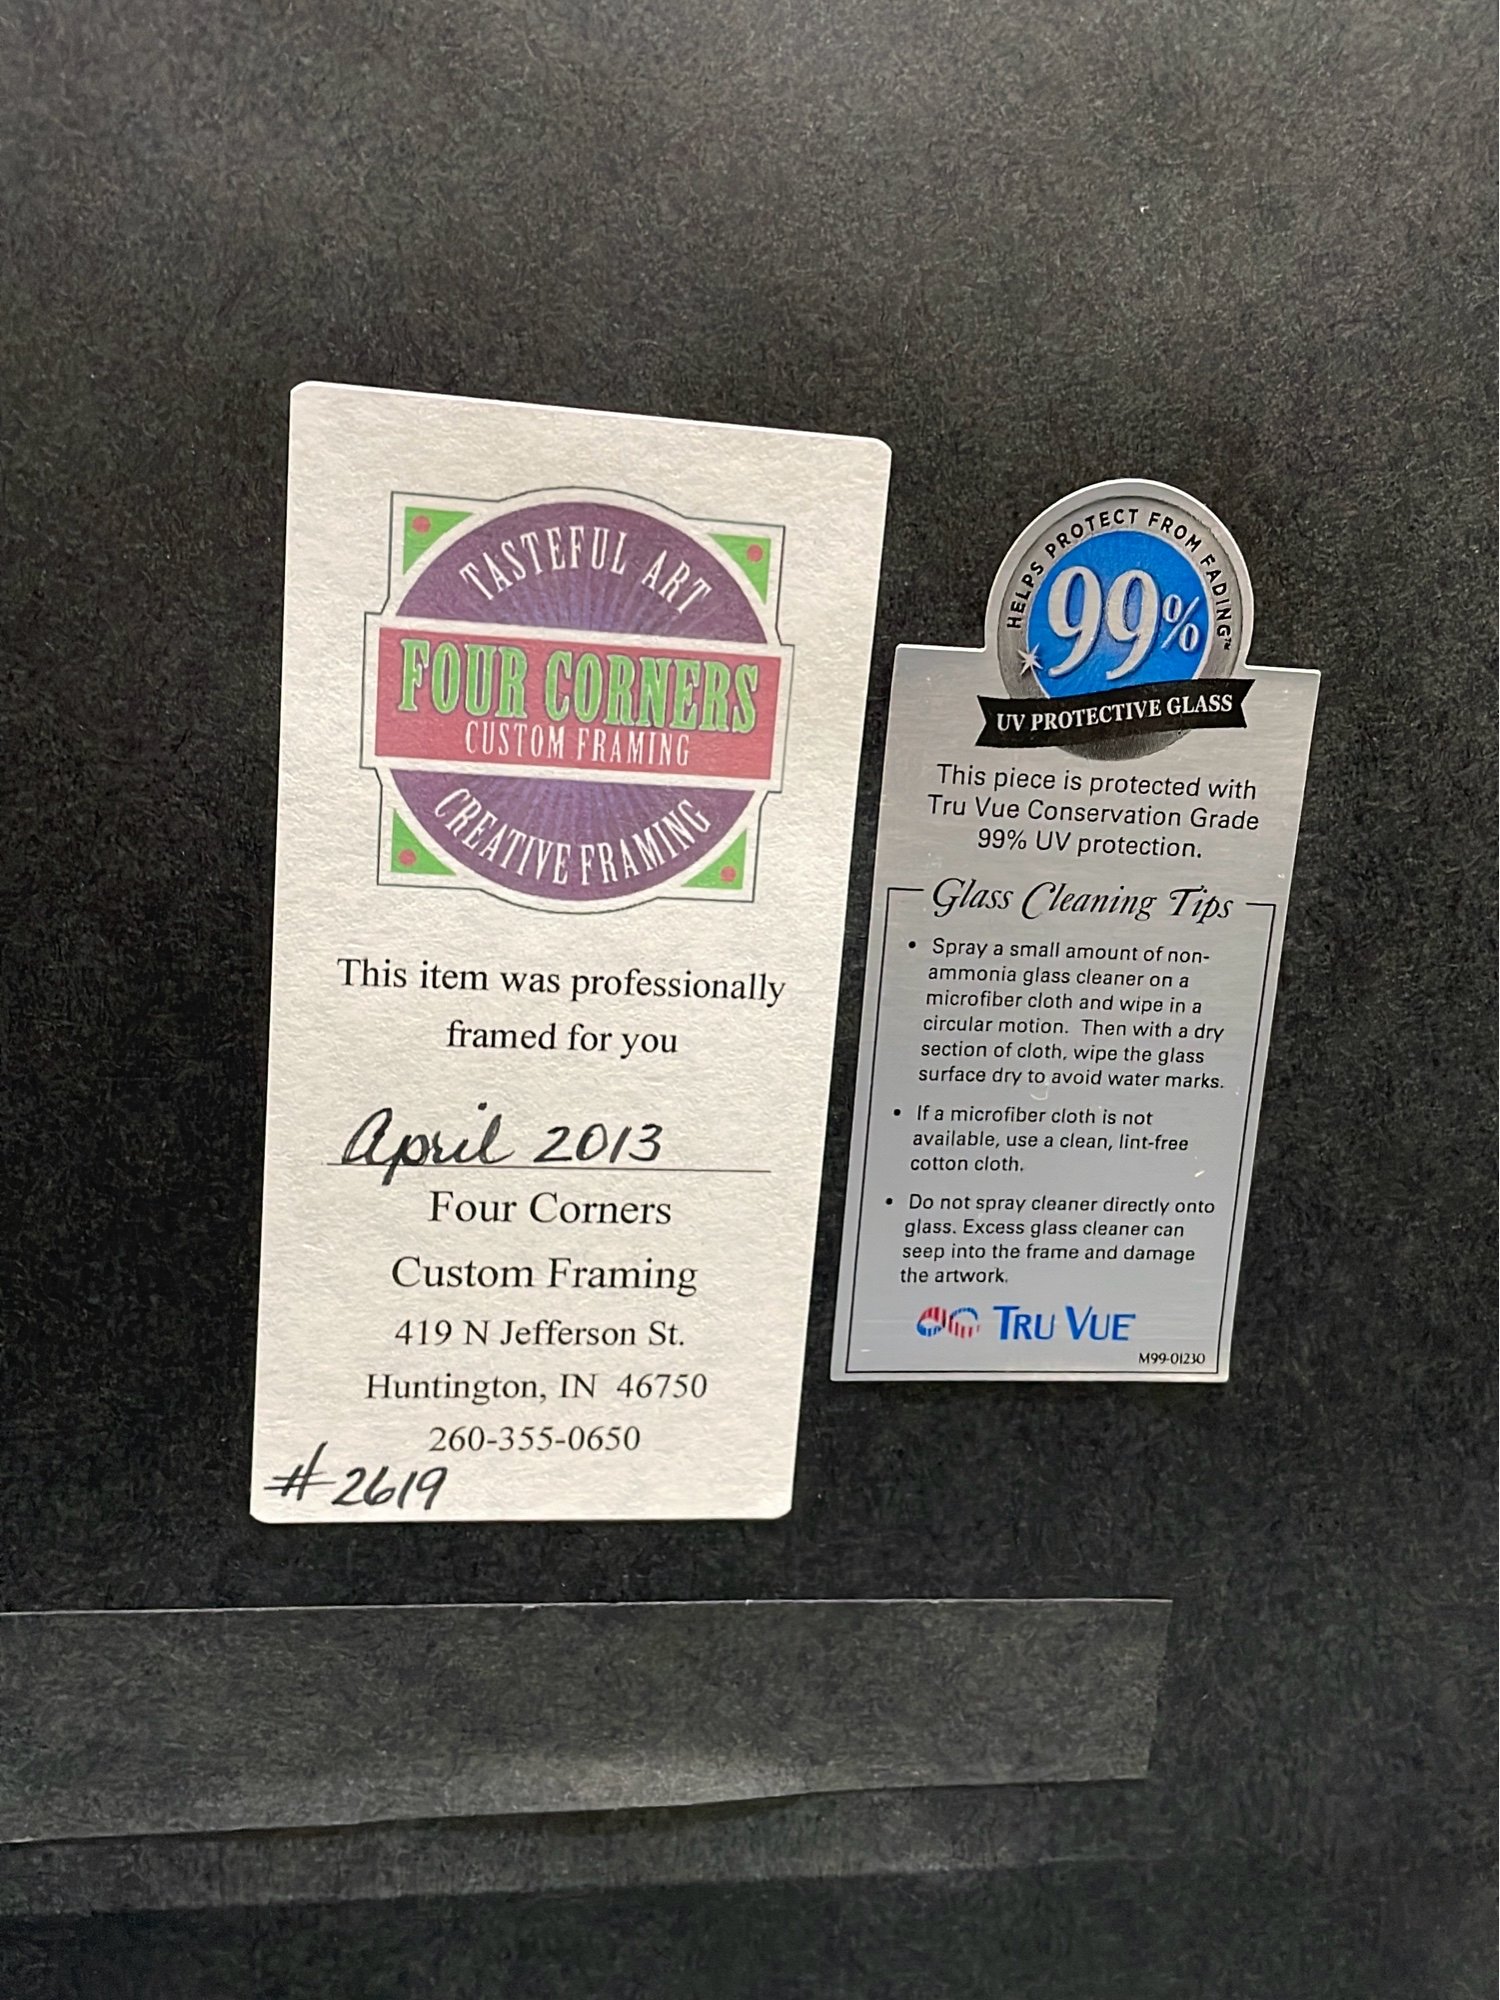 TASTEFUL ART
FOUR CORNERS
CUSTOM FRAMING
CREATIVE FRAMING
This item was professionally
framed for you
April 2013
Four Corners
Custom Framing
419 N Jefferson St.
Huntington, IN 46750
260-355-0650
#2619
HELPS PROTECT FROM FADING™
99%
UV PROTECTIVE GLASS
This piece is protected with
Tru Vue Conservation Grade
99% UV protection.
Glass Cleaning Tips
• Spray a small amount of non-
ammonia glass cleaner on a
microfiber cloth and wipe in a
circular motion. Then with a dry
section of cloth, wipe the glass
surface dry to avoid water marks.
• If a microfiber cloth is not
available, use a clean, lint-free
cotton cloth.
• Do not spray cleaner directly onto
glass. Excess glass cleaner can
seep into the frame and damage
the artwork.
TRU VUE
M99-01230